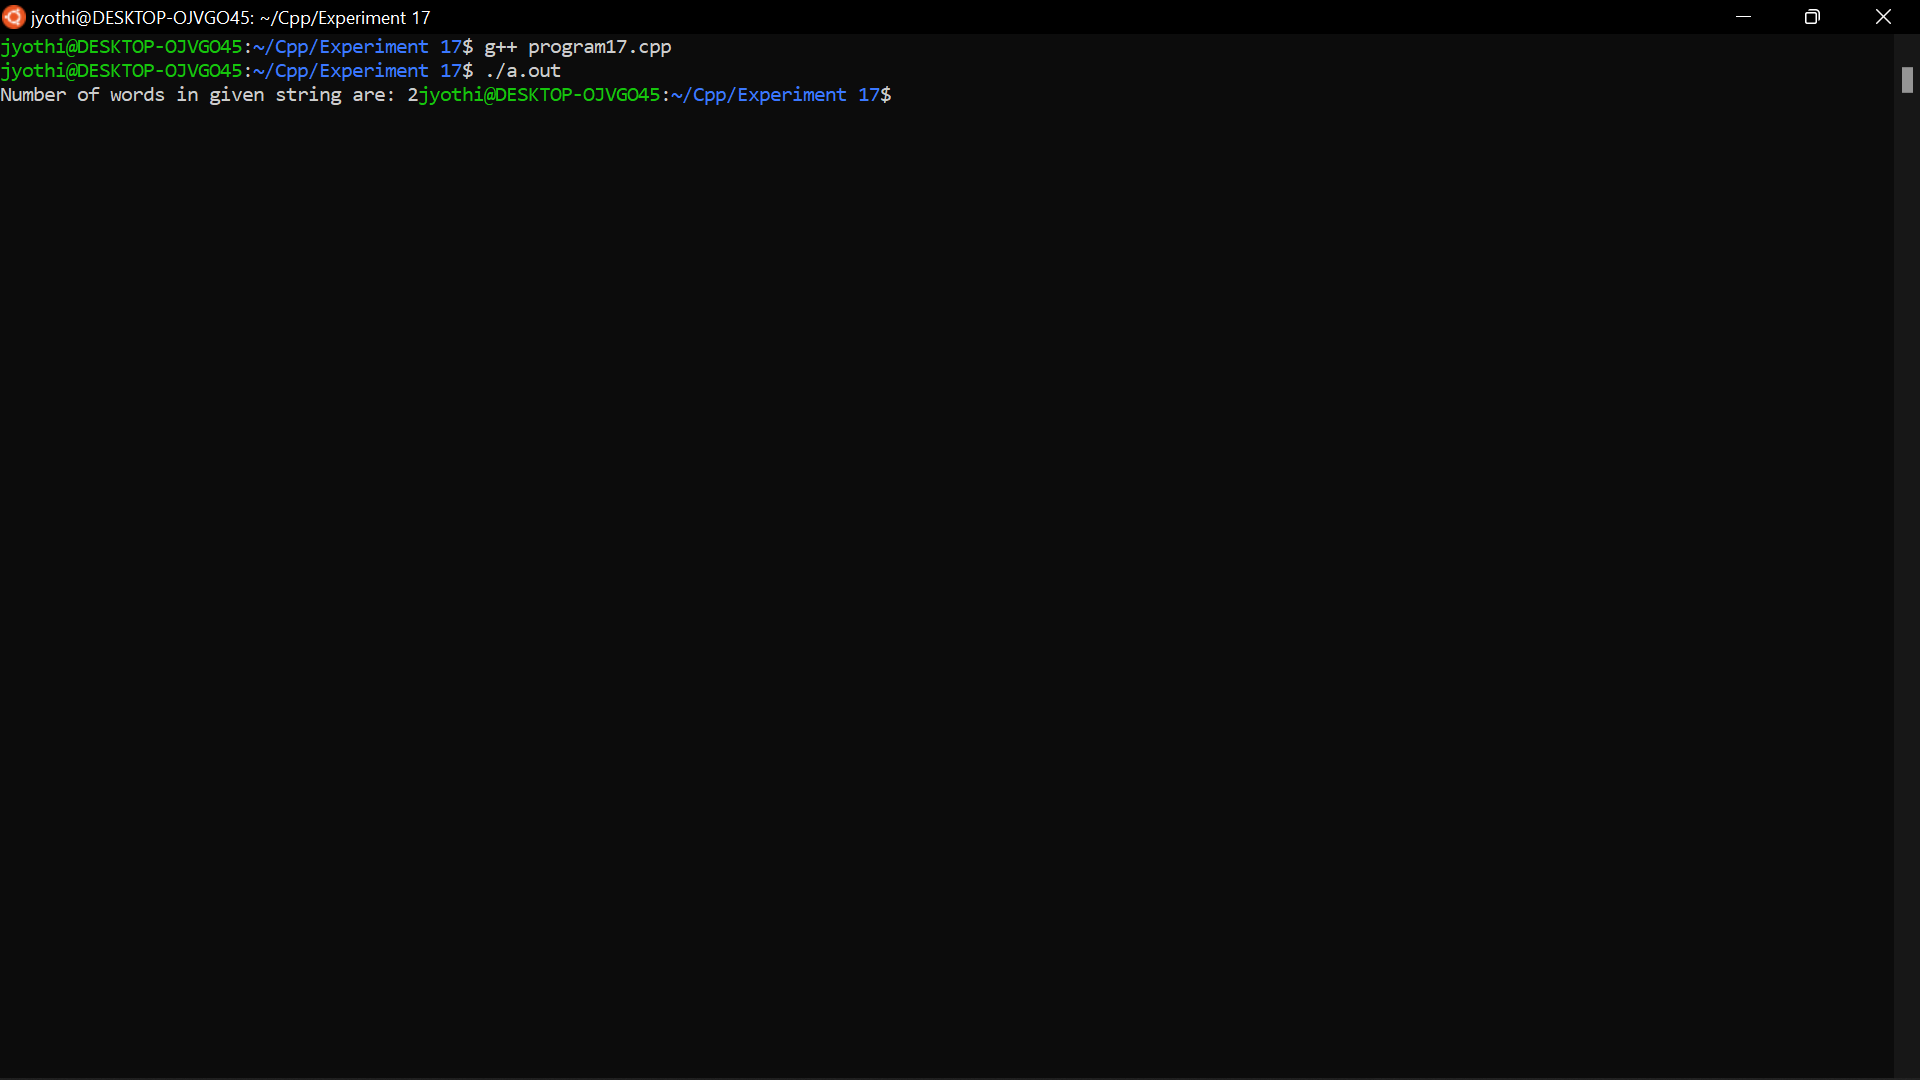 jyothi@DESKTOP-OJVGO45: ~/Cpp/Experiment 17
jyothi@DESKTOP-OJVGO45:~/Cpp/Experiment 17$ g++ program17.cpp
jyothi@DESKTOP-OJVGO45:~/Cpp/Experiment 17$ ./a.out
Number of words in given string are: 2jyothi@DESKTOP-OJVGO45:~/Cpp/Experiment 17$